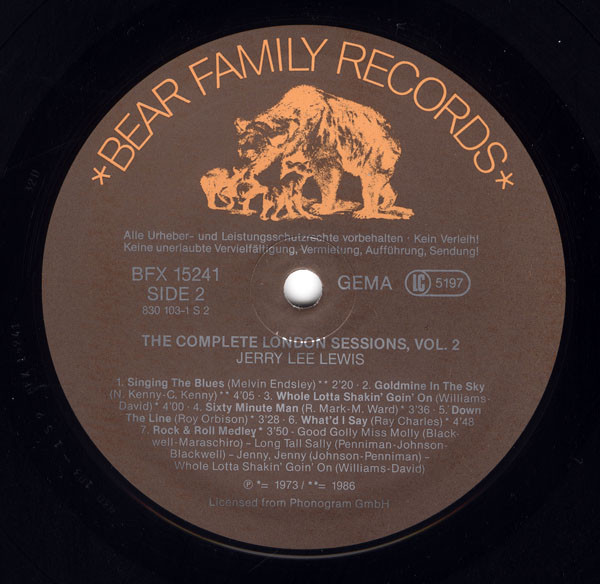 *BEAR FAMILY RECORDS*
Alle Urheber- und Leistungsschutzrechte vorbehalten · Kein Verleih!
Keine unerlaubte Vervielfältigung, Vermietung, Aufführung, Sendung!
BFX 15241
SIDE 2
830 103-1 S 2
GEMA LC 5197
THE COMPLETE LONDON SESSIONS, VOL. 2
JERRY LEE LEWIS
1. Singing The Blues (Melvin Endsley)** 2'20 · 2. Goldmine In The Sky
(N. Kenny-C. Kenny)** 4'05 · 3. Whole Lotta Shakin' Goin' On (Williams-
David)* 4'00 · 4. Sixty Minute Man (R. Mark-M. Ward)* 3'36 · 5. Down
The Line (Roy Orbison)* 3'28 · 6. What'd I Say (Ray Charles)* 4'48
7. Rock & Roll Medley* 3'50 - Good Golly Miss Molly (Black-
well-Maraschiro) - Long Tall Sally (Penniman-Johnson-
Blackwell) - Jenny, Jenny (Johnson-Penniman) -
Whole Lotta Shakin' Goin' On (Williams-David)
Ⓟ *= 1973 / **= 1986
Licensed from Phonogram GmbH